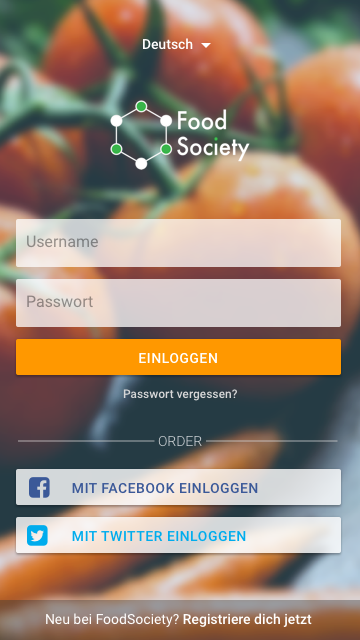 Deutsch
Food
Society
Username
Passwort
EINLOGGEN
Passwort vergessen?
ORDER
MIT FACEBOOK EINLOGGEN
MIT TWITTER EINLOGGEN
Neu bei FoodSociety? Registriere dich jetzt